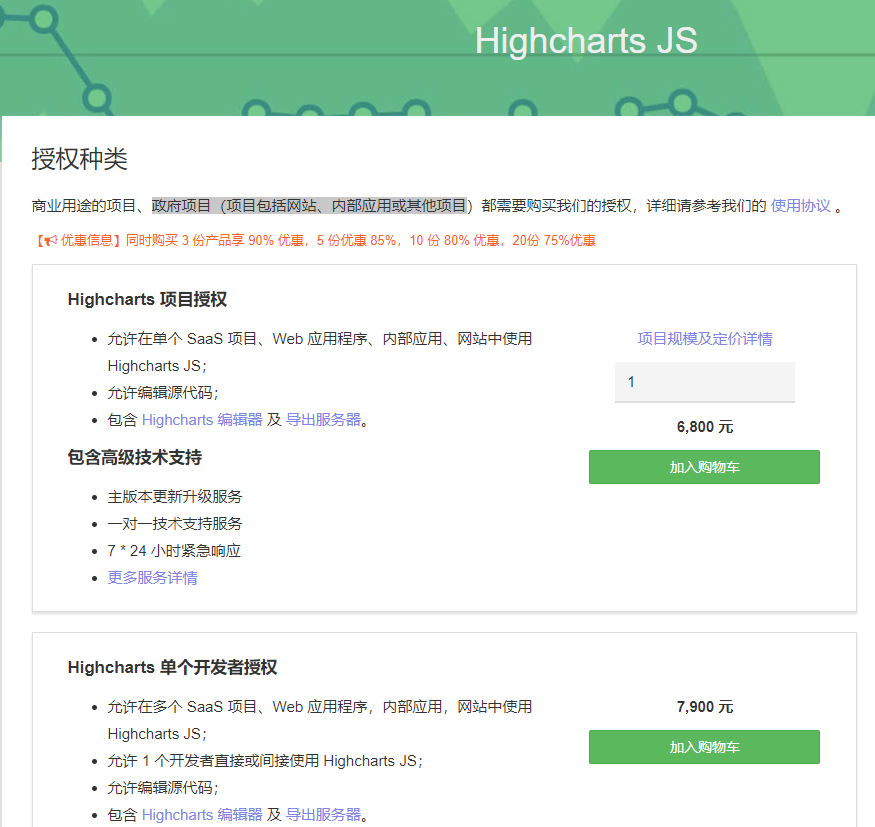 Highcharts JS
授权种类
商业用途的项目、政府项目（项目包括网站、内部应用或其他项目）都需要购买我们的授权，详细请参考我们的 使用协议 。
【优惠信息】同时购买 3 份产品享 90% 优惠，5 份优惠 85%，10 份 80% 优惠，20份 75%优惠
Highcharts 项目授权
允许在单个 SaaS 项目、Web 应用程序、内部应用、网站中使用
Highcharts JS；
允许编辑源代码；
包含 Highcharts 编辑器 及 导出服务器。
项目规模及定价详情
1
6,800 元
加入购物车
包含高级技术支持
主版本更新升级服务
一对一技术支持服务
7 * 24 小时紧急响应
更多服务详情
Highcharts 单个开发者授权
允许在多个 SaaS 项目、Web 应用程序，内部应用，网站中使用
Highcharts JS；
允许 1 个开发者直接或间接使用 Highcharts JS；
允许编辑源代码；
包含 Highcharts 编辑器 及 导出服务器。
7,900 元
加入购物车